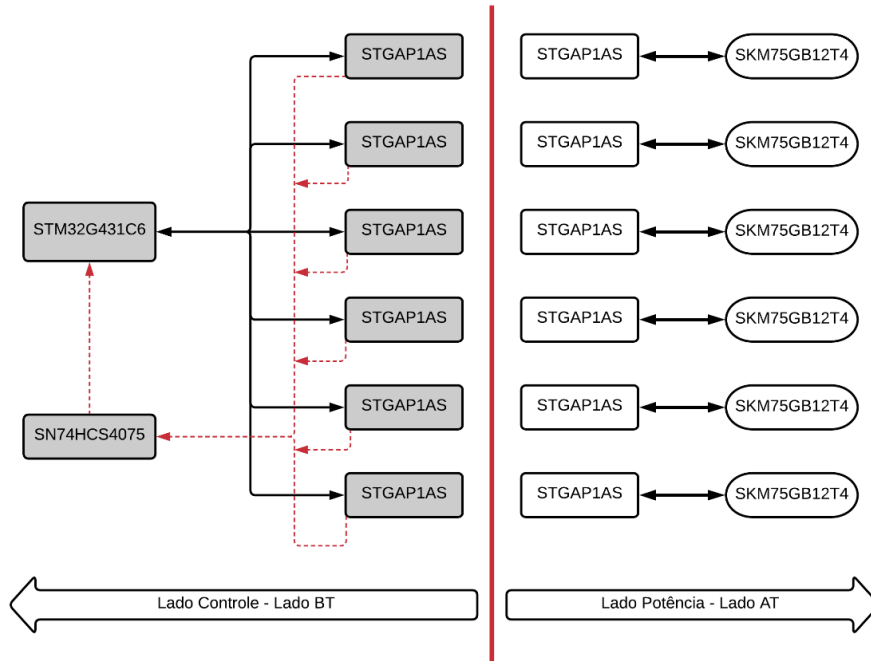 STGAP1AS STGAP1AS SKM75GB12T4
STGAP1AS STGAP1AS SKM75GB12T4
STM32G431C6 STGAP1AS STGAP1AS SKM75GB12T4
STGAP1AS STGAP1AS SKM75GB12T4
STGAP1AS STGAP1AS SKM75GB12T4
SN74HCS4075
STGAP1AS STGAP1AS SKM75GB12T4
Lado Controle - Lado BT Lado Potência - Lado AT